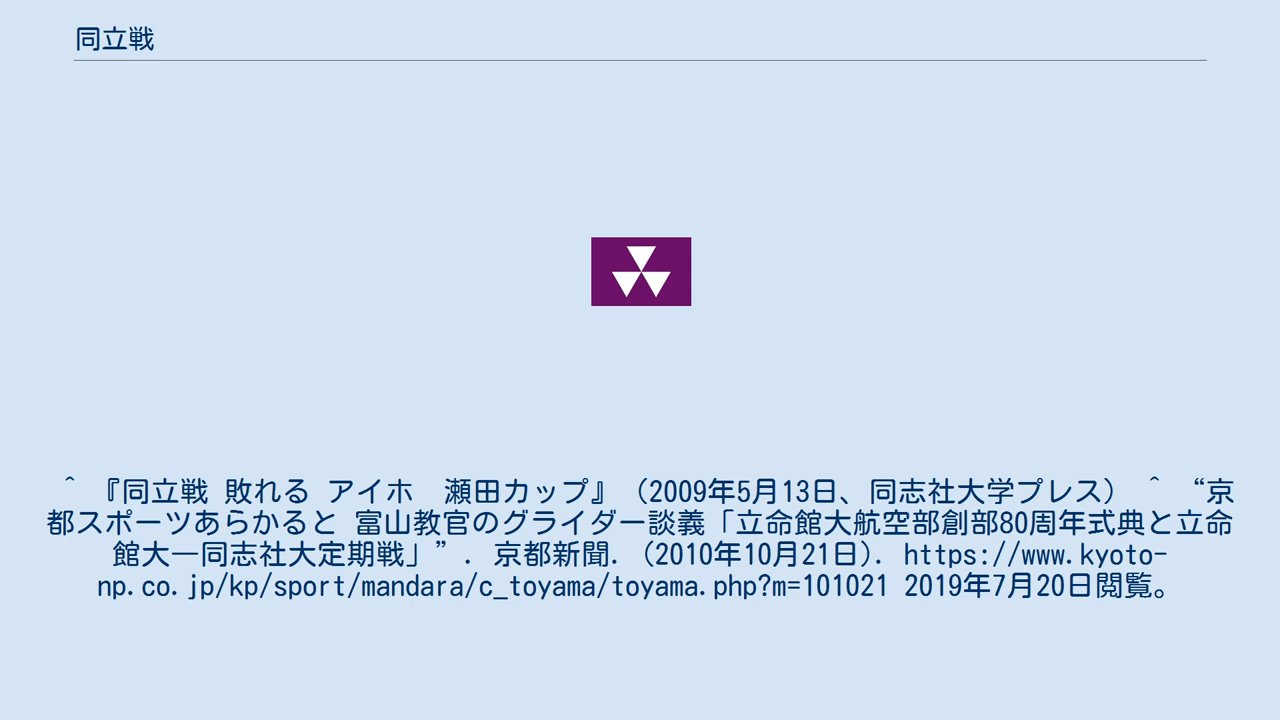 同立戦
^ 『同立戦 敗れる アイホ　瀬田カップ』（2009年5月13日、同志社大学プレス） ^ “京
都スポーツあらかると 富山教官のグライダー談義「立命館大航空部創部80周年式典と立命
館大―同志社大定期戦」”. 京都新聞. （2010年10月21日）. https://www.kyoto-
np.co.jp/kp/sport/mandara/c_toyama/toyama.php?m=101021 2019年7月20日閲覧。